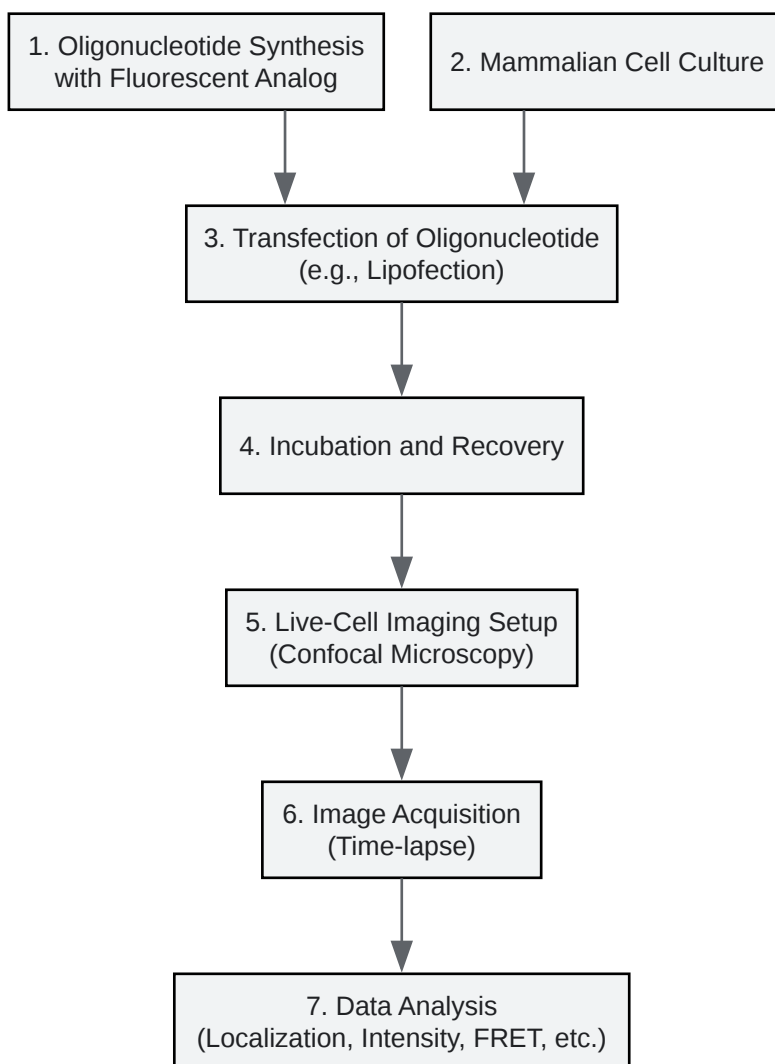 1. Oligonucleotide Synthesis
with Fluorescent Analog
2. Mammalian Cell Culture
3. Transfection of Oligonucleotide
(e.g., Lipofection)
4. Incubation and Recovery
5. Live-Cell Imaging Setup
(Confocal Microscopy)
6. Image Acquisition
(Time-lapse)
7. Data Analysis
(Localization, Intensity, FRET, etc.)